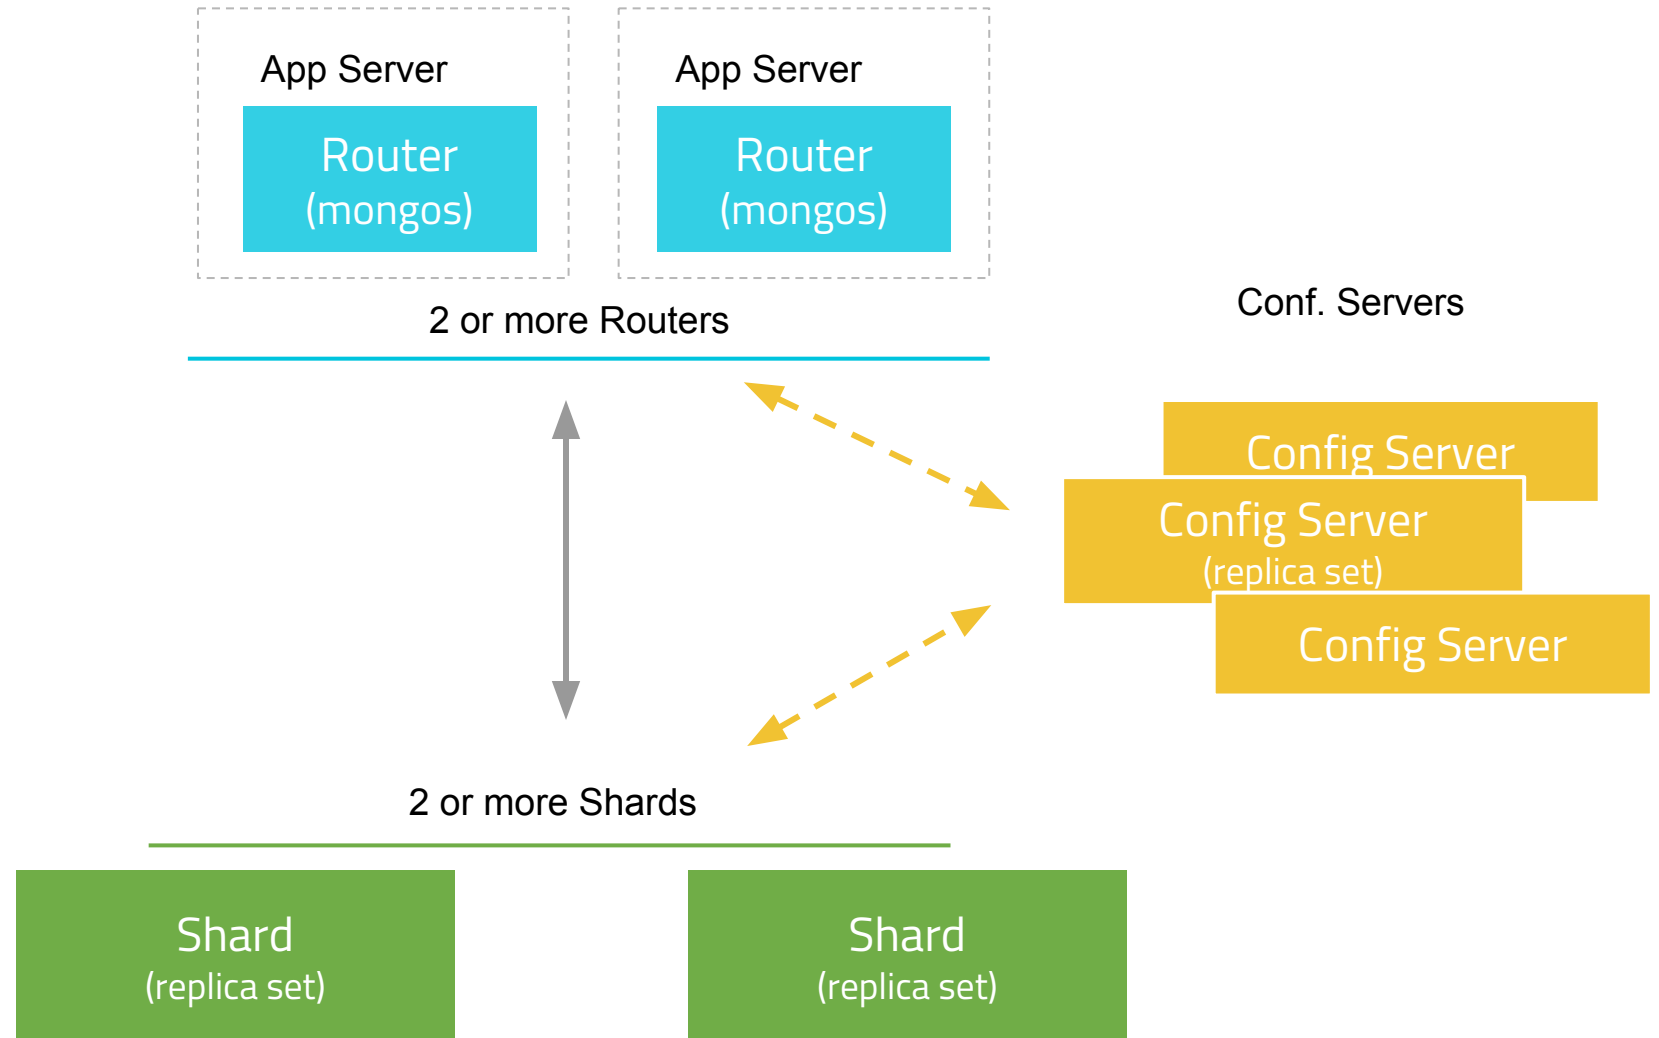 App Server
Router
(mongos)
App Server
Router
(mongos)
2 or more Routers
Conf. Servers
Config Server
Config Server
(replica set)
Config Server
2 or more Shards
Shard
(replica set)
Shard
(replica set)